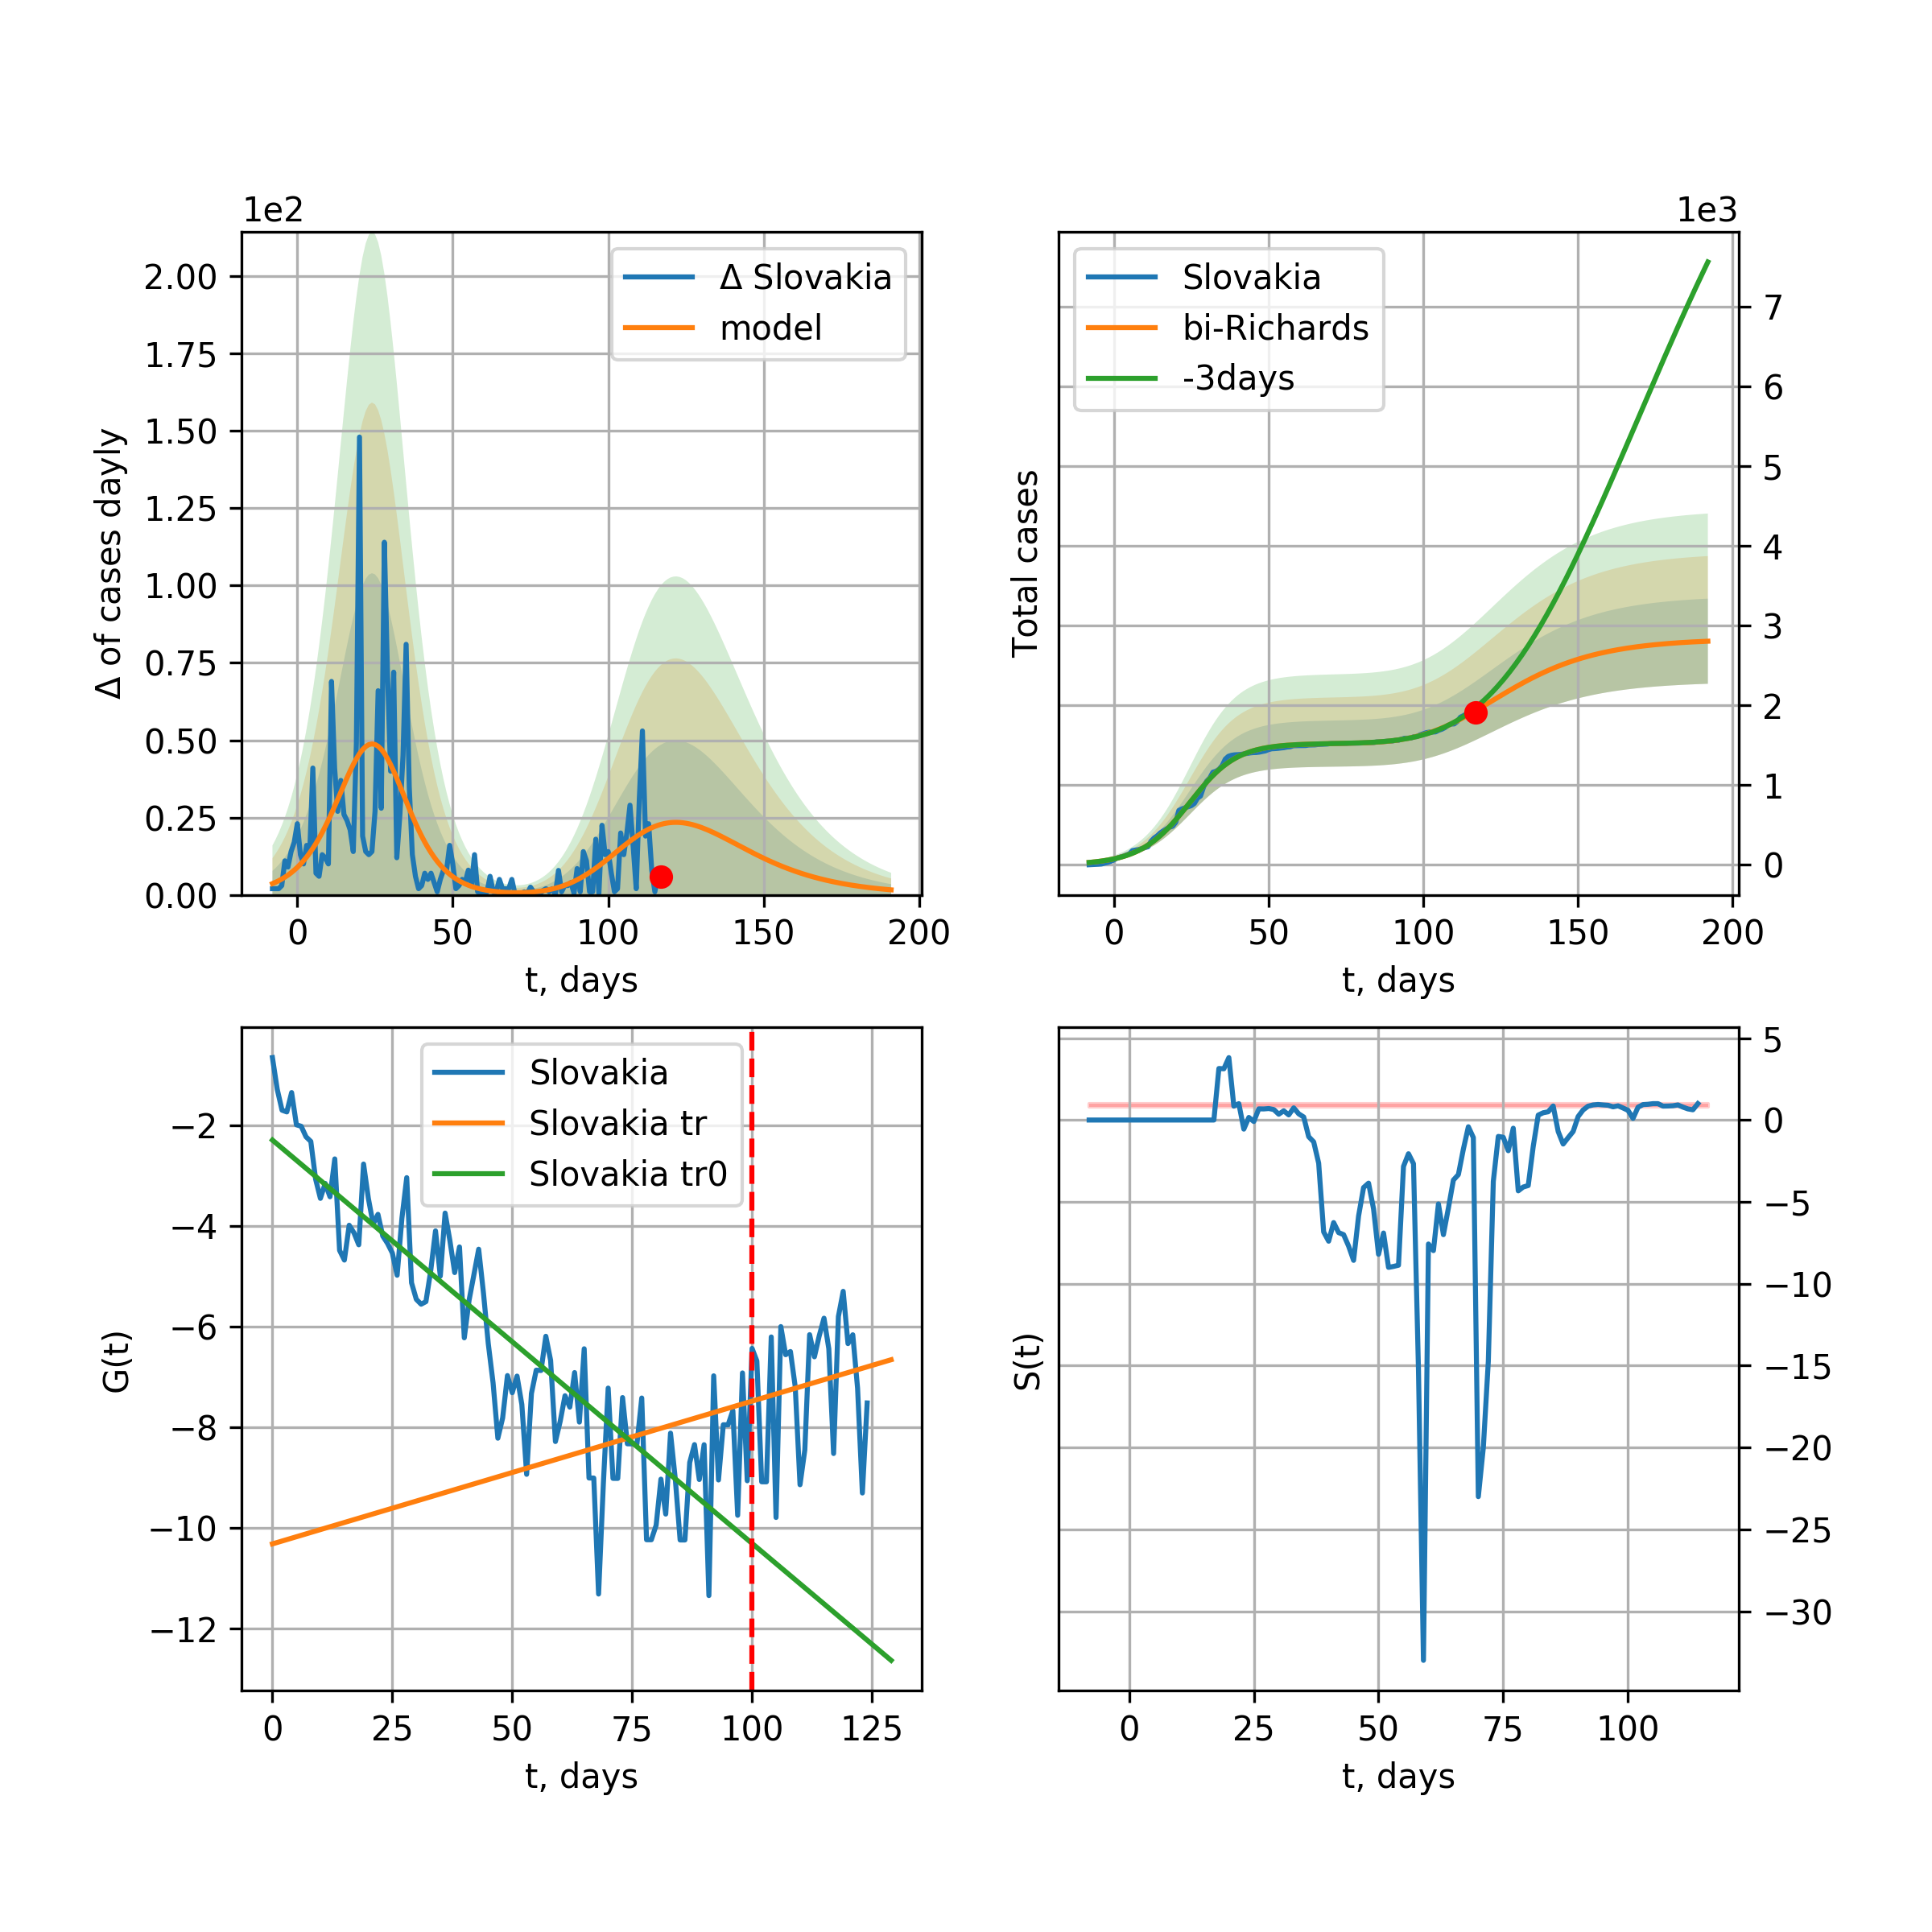 1e2
Δ Slovakia
model
2.00
1.75
1.50
1.25
1.00
0.75
0.50
0.25
0.00
Δ of cases dayly
0 50 100 150 200
t, days
1e3
Slovakia
bi-Richards
-3days
7
6
5
4
3
2
1
0
Total cases
0 50 100 150 200
t, days
Slovakia
Slovakia tr
Slovakia tr0
−2
−4
−6
−8
−10
−12
G(t)
0 25 50 75 100 125
t, days
5
0
−5
−10
−15
−20
−25
−30
S(t)
0 25 50 75 100
t, days